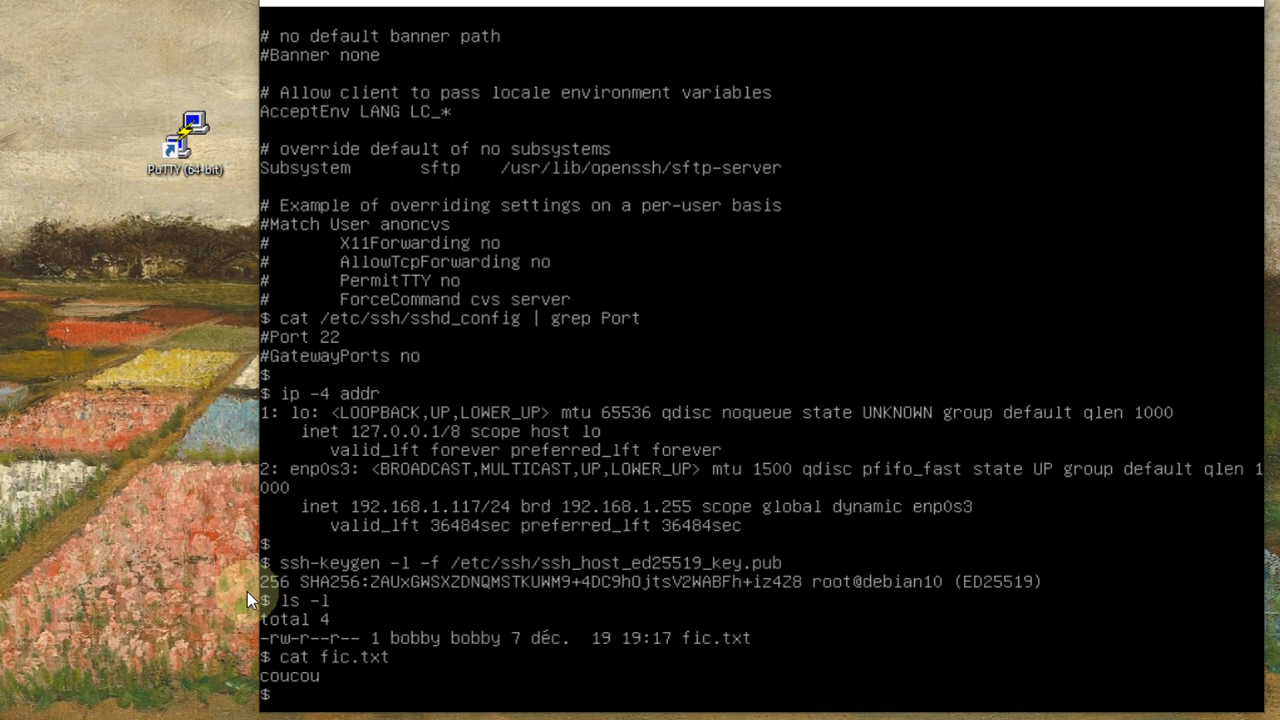 # no default banner path
#Banner none
# Allow client to pass locale environment variables
AcceptEnv LANG LC_*
# override default of no subsystems
Subsystem       sftp    /usr/lib/openssh/sftp-server
# Example of overriding settings on a per-user basis
#Match User anoncvs
#       X11Forwarding no
#       AllowTcpForwarding no
#       PermitTTY no
#       ForceCommand cvs server
$ cat /etc/ssh/sshd_config | grep Port
#Port 22
#GatewayPorts no
$
$ ip -4 addr
1: lo: <LOOPBACK,UP,LOWER_UP> mtu 65536 qdisc noqueue state UNKNOWN group default qlen 1000
    inet 127.0.0.1/8 scope host lo
       valid_lft forever preferred_lft forever
2: enp0s3: <BROADCAST,MULTICAST,UP,LOWER_UP> mtu 1500 qdisc pfifo_fast state UP group default qlen 1
000
    inet 192.168.1.117/24 brd 192.168.1.255 scope global dynamic enp0s3
       valid_lft 36484sec preferred_lft 36484sec
$
$ ssh-keygen -l -f /etc/ssh/ssh_host_ed25519_key.pub
256 SHA256:ZAUxGWSXZDNQMSTKUWM9+4DC9hOjtsV2WABFh+iz4Z8 root@debian10 (ED25519)
$ ls -l
total 4
-rw-r--r-- 1 bobby bobby 7 déc.  19 19:17 fic.txt
$ cat fic.txt
coucou
$
PuTTY (64-bit)